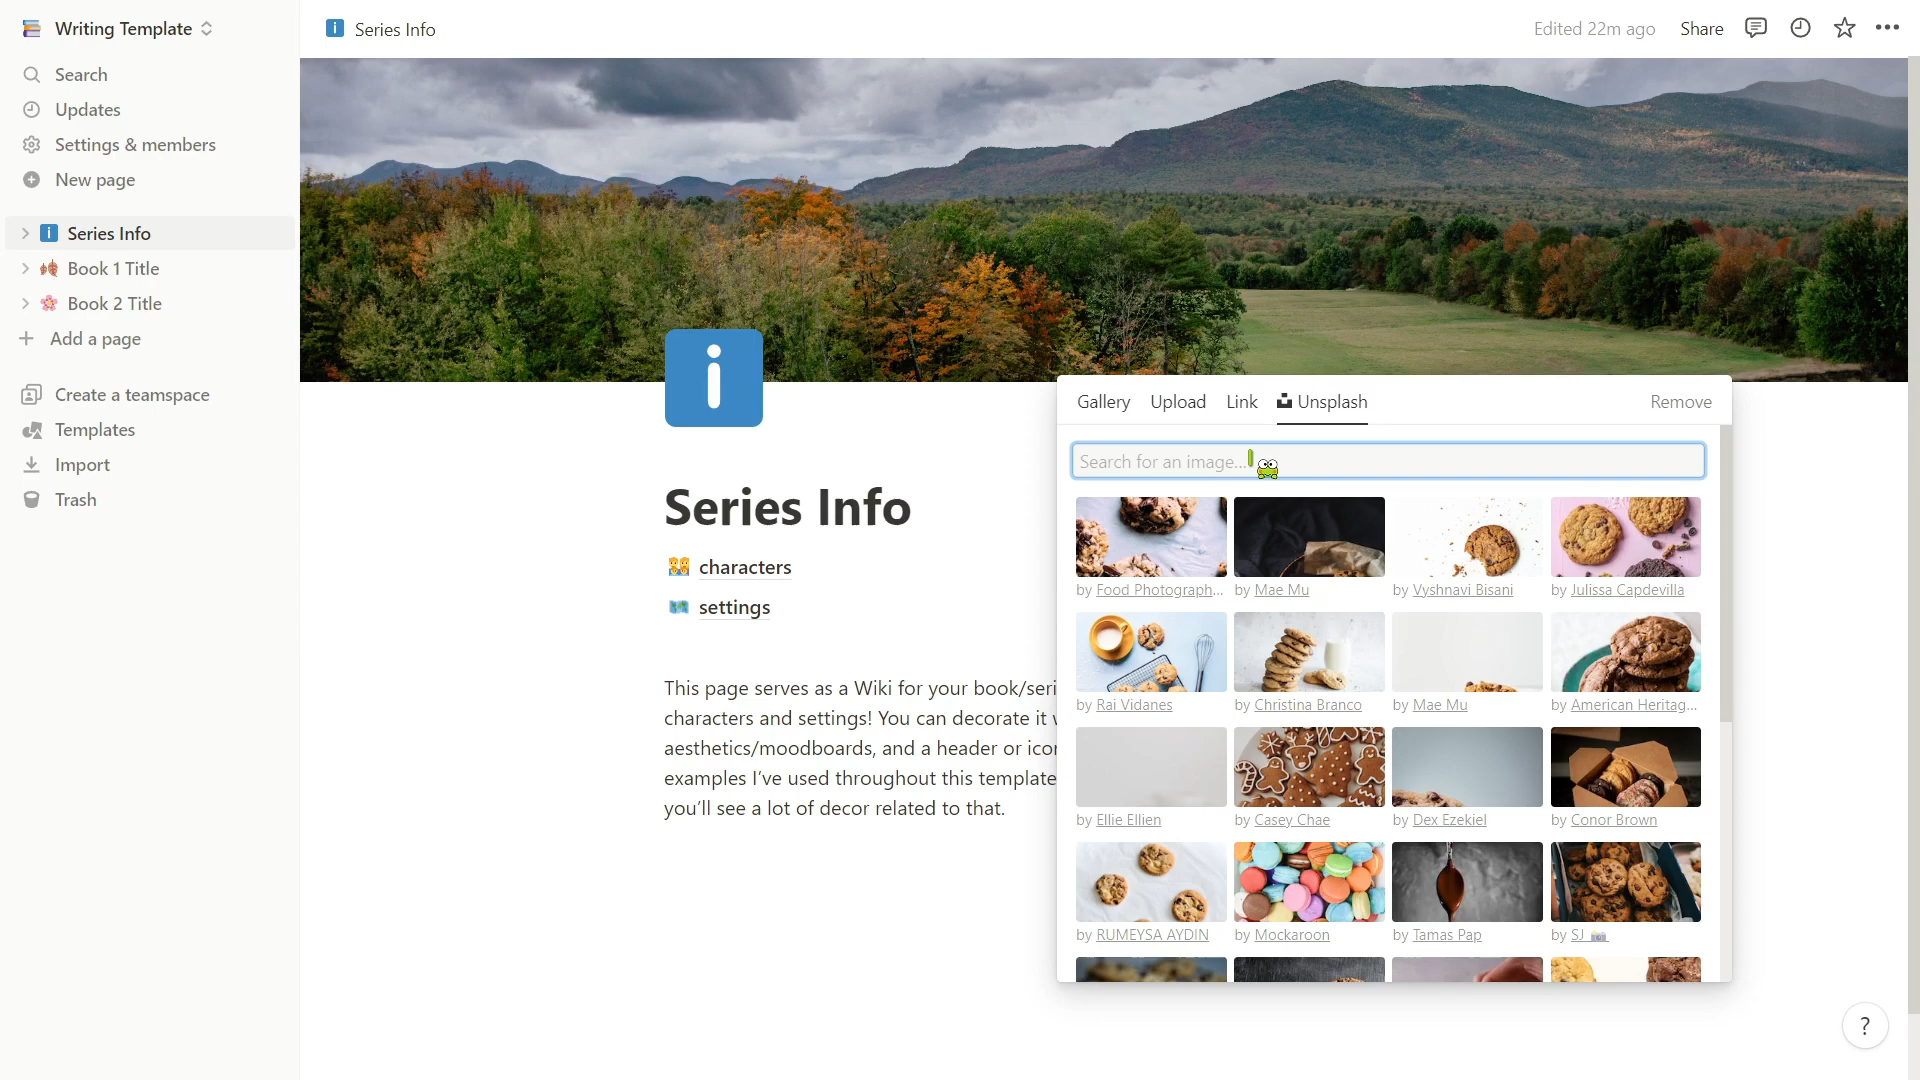 Writing Template
Search
Updates
Settings & members
New page
Series Info
Book 1 Title
Book 2 Title
Add a page
Create a teamspace
Templates
Import
Trash
Series Info
Edited 22m ago
Share
Series Info
characters
settings
This page serves as a Wiki for your book/seri
characters and settings! You can decorate it
aesthetics/moodboards, and a header or
examples I've used throughout this template
you'll see a lot of decor related to that.
Gallery Upload Link Unsplash Remove
Search for an image...
by Food Photograph... by Mae Mu by Vyshnavi Bisani by Julissa Capdevilla
by Rai Vidanes by Christina Branco by Mae Mu by American Heritag...
by Ellie Ellien by Casey Chae by Dex Ezekiel by Conor Brown
by RUMEYSA AYDIN by Mockaroon by Tamas Pap by SJ 📷
?